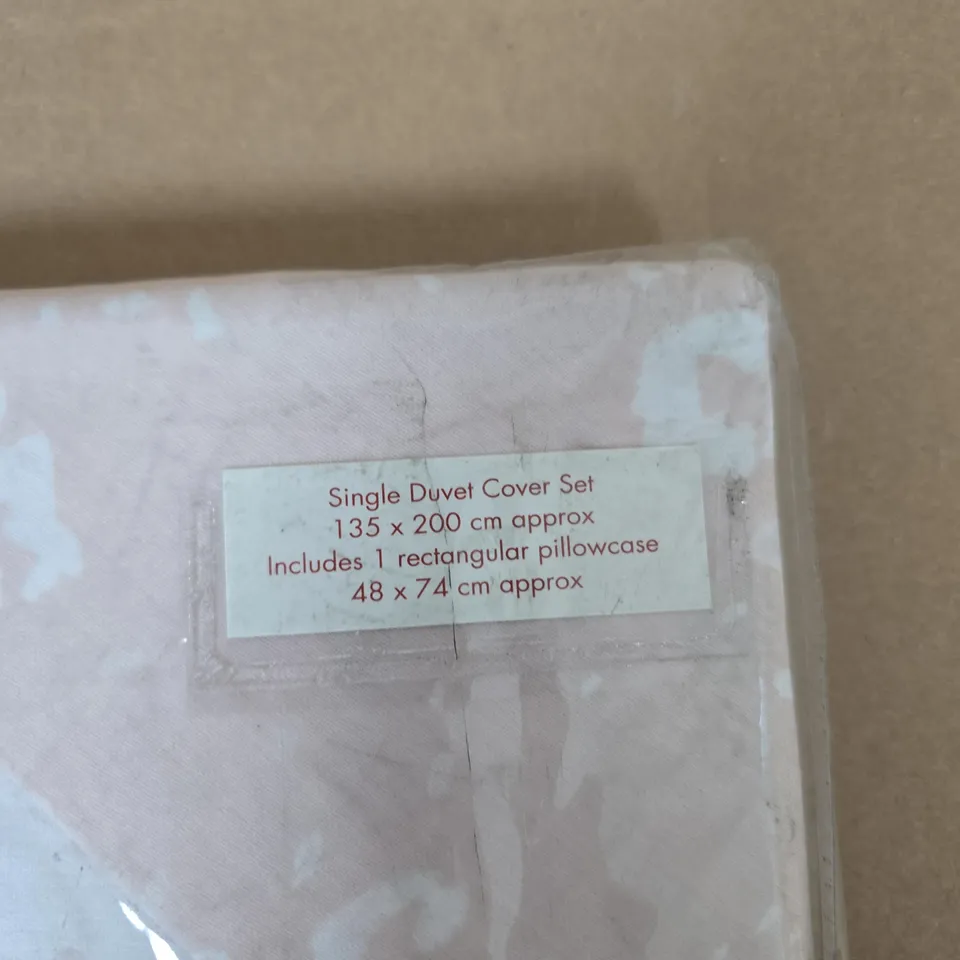 Single Duvet Cover Set
135 x 200 cm approx
Includes 1 rectangular pillowcase
48 x 74 cm approx